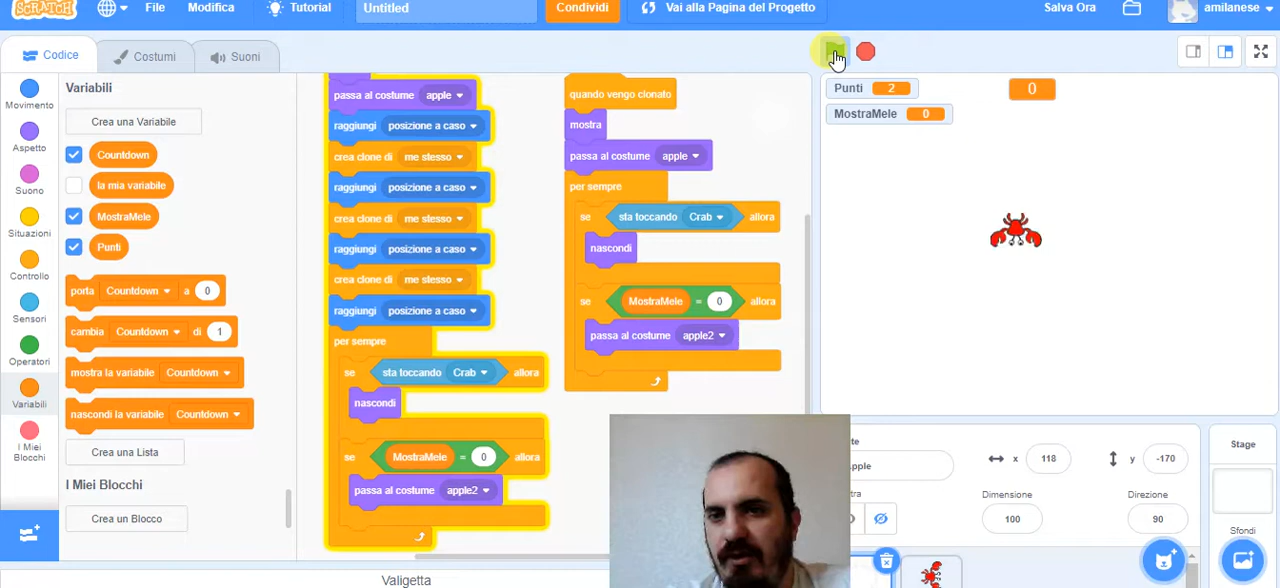 SCRATCH
File
Modifica
Tutorial
Untitled
Condividi
Vai alla Pagina del Progetto
Salva Ora
amilanese
Codice
Costumi
Suoni
Movimento
Aspetto
Suono
Situazioni
Controllo
Sensori
Operatori
Variabili
I Miei
Blocchi
Variabili
Crea una Variabile
Countdown
la mia variabile
MostraMele
Punti
porta Countdown a 0
cambia Countdown di 1
mostra la variabile Countdown
nascondi la variabile Countdown
Crea una Lista
I Miei Blocchi
Crea un Blocco
passa al costume apple
raggiungi posizione a caso
crea clone di me stesso
raggiungi posizione a caso
crea clone di me stesso
raggiungi posizione a caso
crea clone di me stesso
raggiungi posizione a caso
per sempre
se sta toccando Crab allora
nascondi
se MostraMele = 0 allora
passa al costume apple2
quando vengo clonato
mostra
passa al costume apple
per sempre
se sta toccando Crab allora
nascondi
se MostraMele = 0 allora
passa al costume apple2
Valigetta
Punti 2
0
MostraMele 0
x 118
y -170
Dimensione
100
Direzione
90
Stage
Sfondi